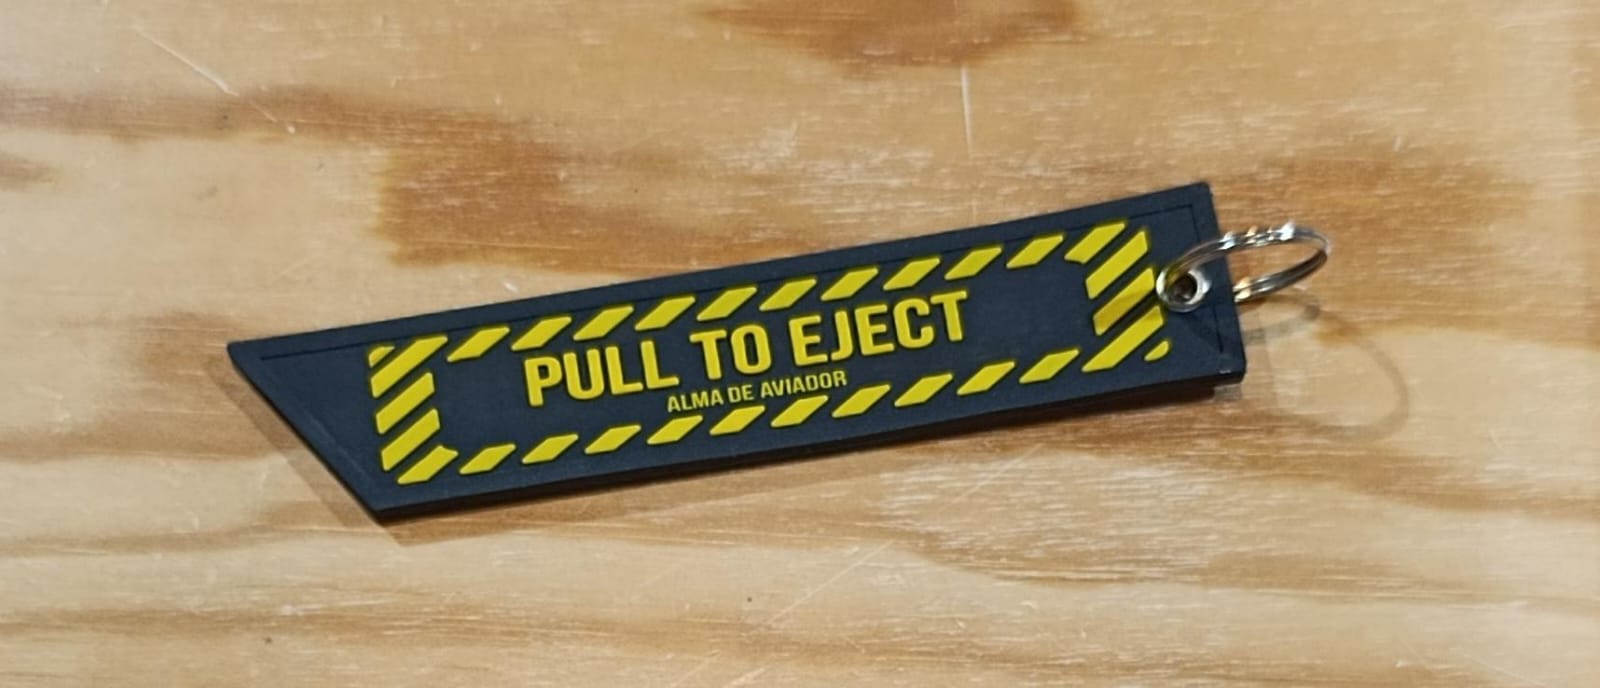 PULL TO EJECT
ALMA DE AVIADOR